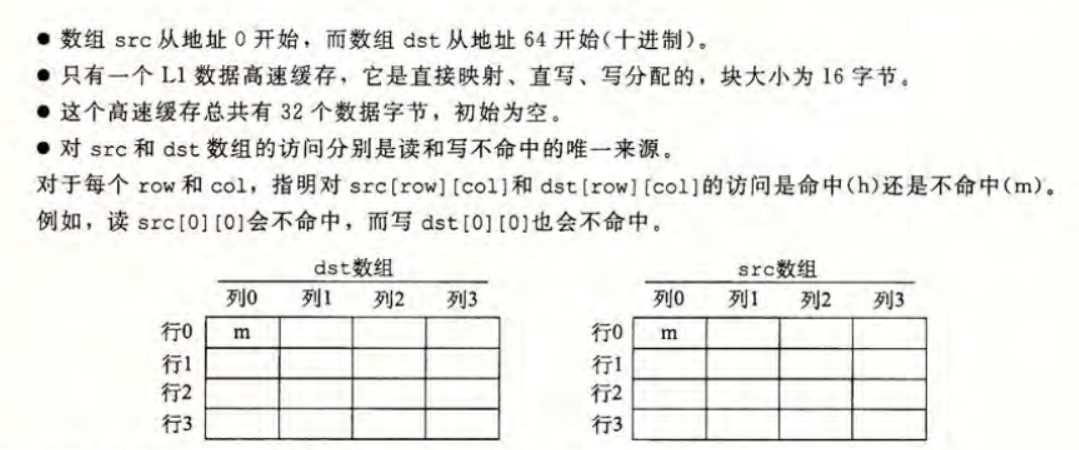 ● 数组 src 从地址 0 开始，而数组 dst 从地址 64 开始(十进制)。
● 只有一个 L1 数据高速缓存，它是直接映射、直写、写分配的，块大小为 16 字节。
● 这个高速缓存总共有 32 个数据字节，初始为空。
● 对 src 和 dst 数组的访问分别是读和写不命中的唯一来源。
对于每个 row 和 col，指明对 src[row][col]和 dst[row][col]的访问是命中(h)还是不命中(m)。
例如，读 src[0][0]会不命中，而写 dst[0][0]也会不命中。
dst数组
列0 列1 列2 列3
行0 m
行1
行2
行3
src数组
列0 列1 列2 列3
行0 m
行1
行2
行3